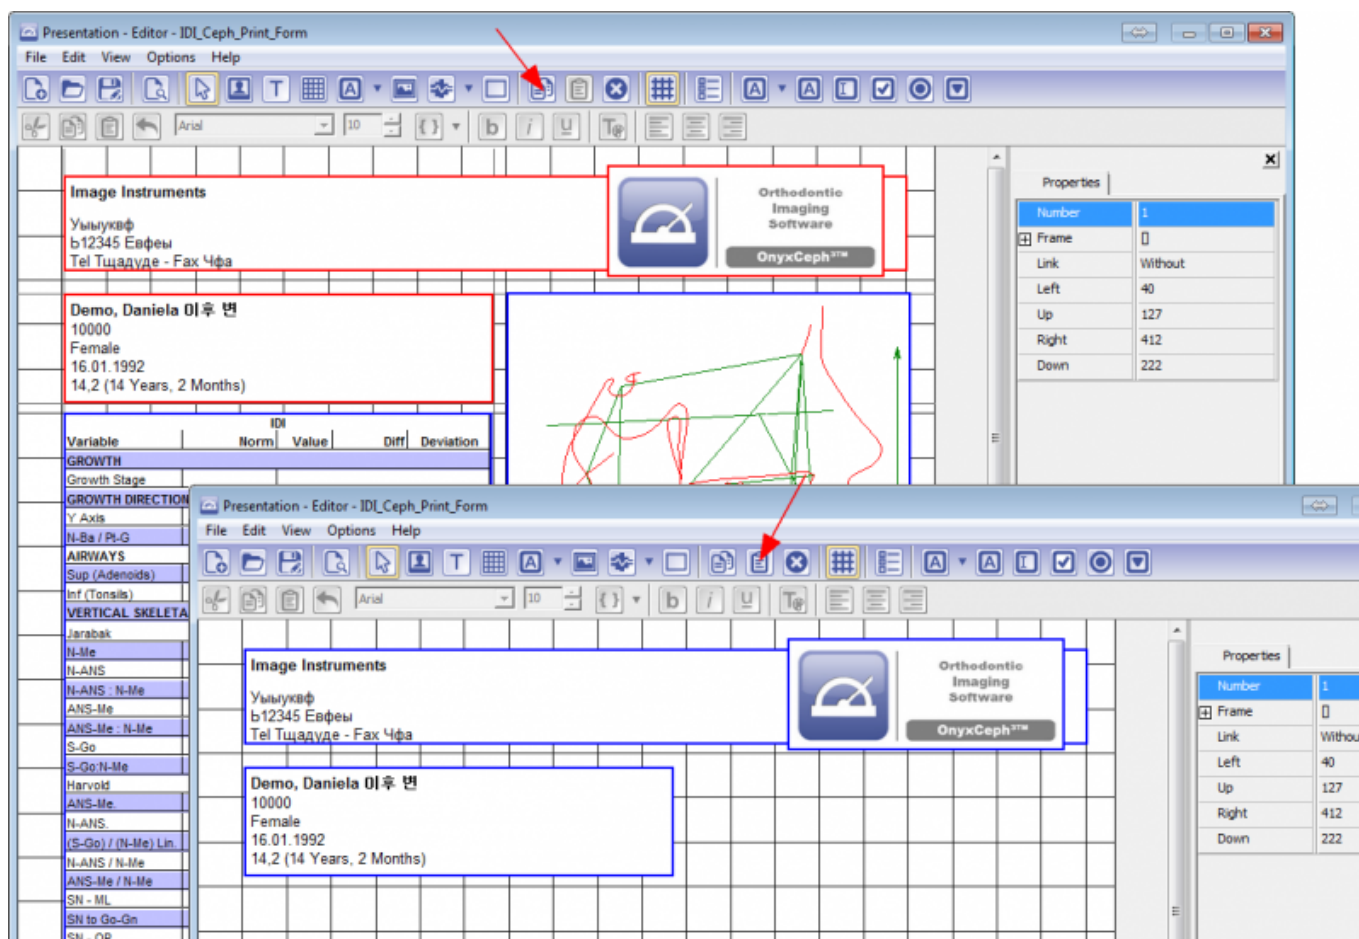 Presentation - Editor - IDI_Ceph_Print_Form
File Edit View Options Help
Arial 10 { } b i U T@
Image Instruments
Уыыуквф
Ь12345 Евфеы
Tel Тщадуде - Fax Чфа
Orthodontic
Imaging
Software
OnyxCeph³™
Demo, Daniela 이후 변
10000
Female
16.01.1992
14,2 (14 Years, 2 Months)
IDI
Variable Norm Value Diff Deviation
GROWTH
Growth Stage
GROWTH DIRECTION
Y Axis
N-Ba / Pt-G
AIRWAYS
Sup (Adenoids)
Inf (Tonsils)
VERTICAL SKELETA
Jarabak
N-Me
N-ANS
N-ANS : N-Me
ANS-Me
ANS-Me : N-Me
S-Go
S-Go:N-Me
Harvold
ANS-Me.
N-ANS.
(S-Go) / (N-Me) Lin.
N-ANS / N-Me
ANS-Me / N-Me
SN - ML
SN to Go-Gn
SN - OP
Properties
Number 1
Frame []
Link Without
Left 40
Up 127
Right 412
Down 222
Presentation - Editor - IDI_Ceph_Print_Form
File Edit View Options Help
Arial 10 { } b i U T@
Image Instruments
Уыыуквф
Ь12345 Евфеы
Tel Тщадуде - Fax Чфа
Orthodontic
Imaging
Software
OnyxCeph³™
Demo, Daniela 이후 변
10000
Female
16.01.1992
14,2 (14 Years, 2 Months)
Properties
Number 1
Frame []
Link Withou
Left 40
Up 127
Right 412
Down 222